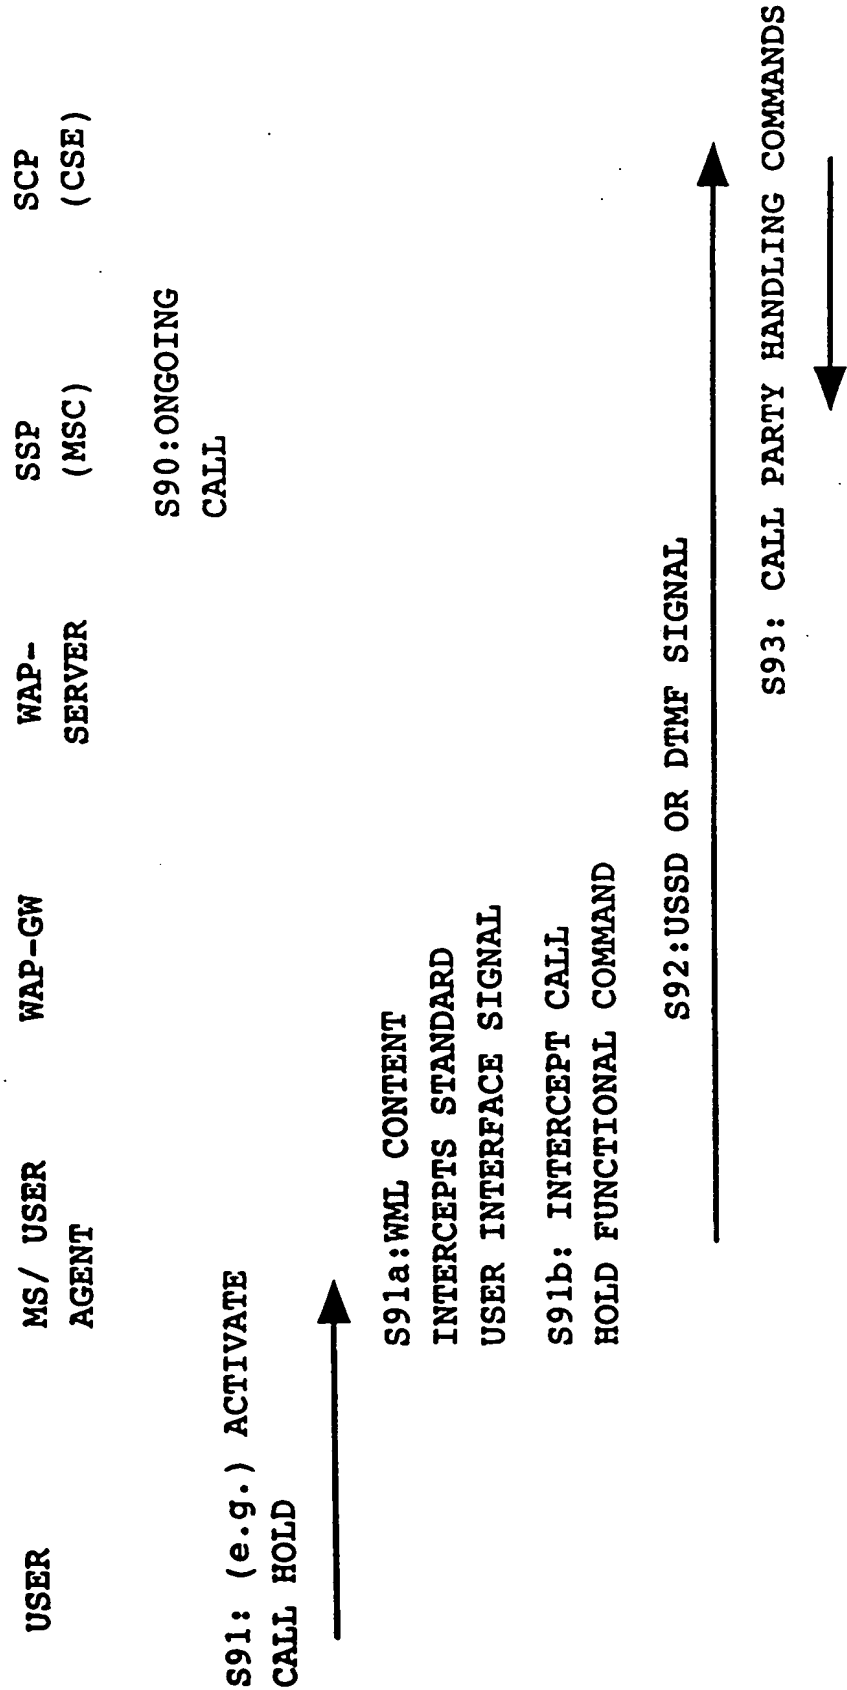 USER
MS/ USER
AGENT
WAP-GW
WAP-
SERVER
SSP
(MSC)
SCP
(CSE)
S90:ONGOING
CALL
S91: (e.g.) ACTIVATE
CALL HOLD
S91a:WML CONTENT
INTERCEPTS STANDARD
USER INTERFACE SIGNAL
S91b: INTERCEPT CALL
HOLD FUNCTIONAL COMMAND
S92:USSD OR DTMF SIGNAL
S93: CALL PARTY HANDLING COMMANDS